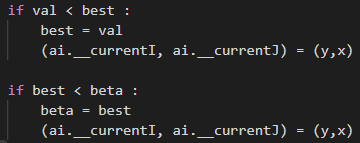 if val < best :
    best = val
    (ai.__currentI, ai.__currentJ) = (y,x)

if best < beta :
    beta = best
    (ai.__currentI, ai.__currentJ) = (y,x)